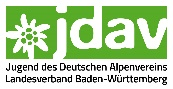 jdav
Jugend des Deutschen Alpenvereins
Landesverband Baden-Württemberg